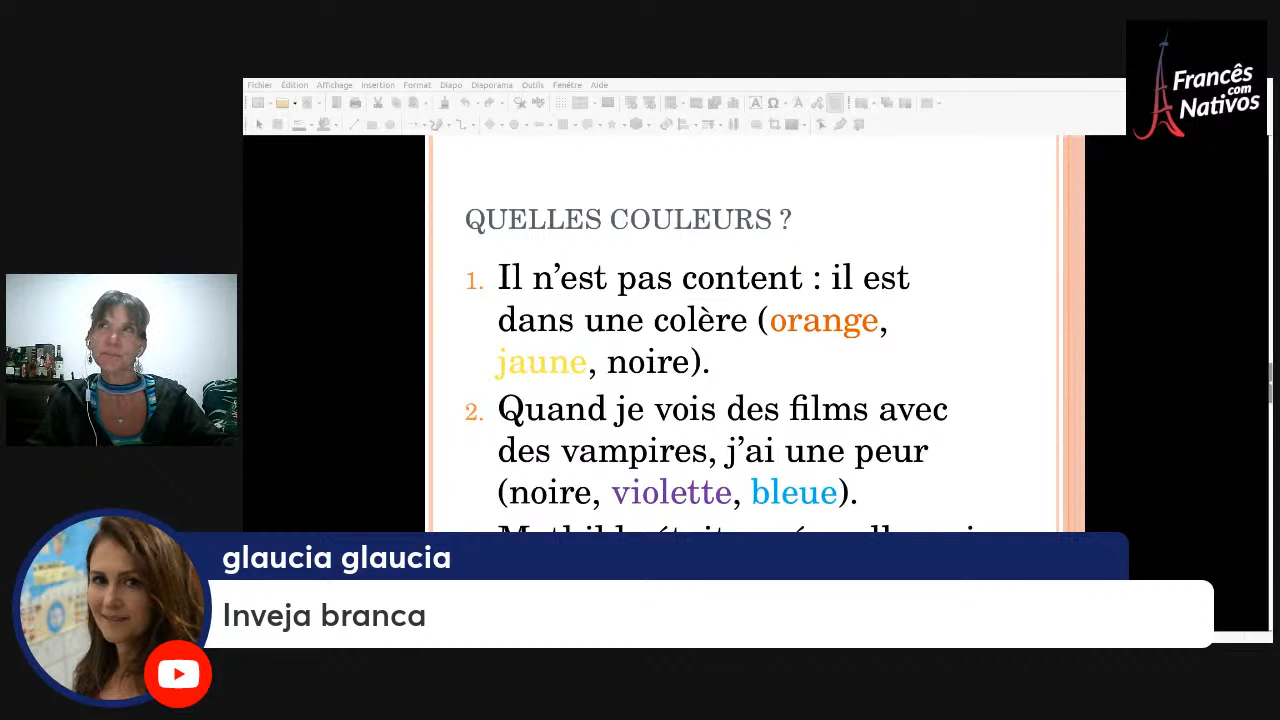 Francês
com
Nativos
Fichier Édition Affichage Insertion Format Diapo Diaporama Outils Fenêtre Aide
QUELLES COULEURS ?
1. Il n’est pas content : il est
dans une colère (orange,
jaune, noire).
2. Quand je vois des films avec
des vampires, j’ai une peur
(noire, violette, bleue).
glaucia glaucia
Inveja branca